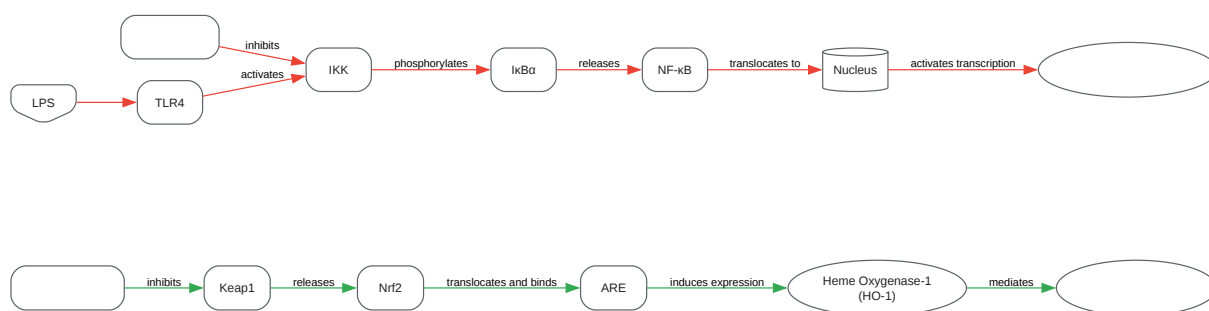 inhibits
activates
LPS
TLR4
IKK
phosphorylates
IκBα
releases
NF-κB
translocates to
Nucleus
activates transcription
inhibits
Keap1
releases
Nrf2
translocates and binds
ARE
induces expression
Heme Oxygenase-1
(HO-1)
mediates